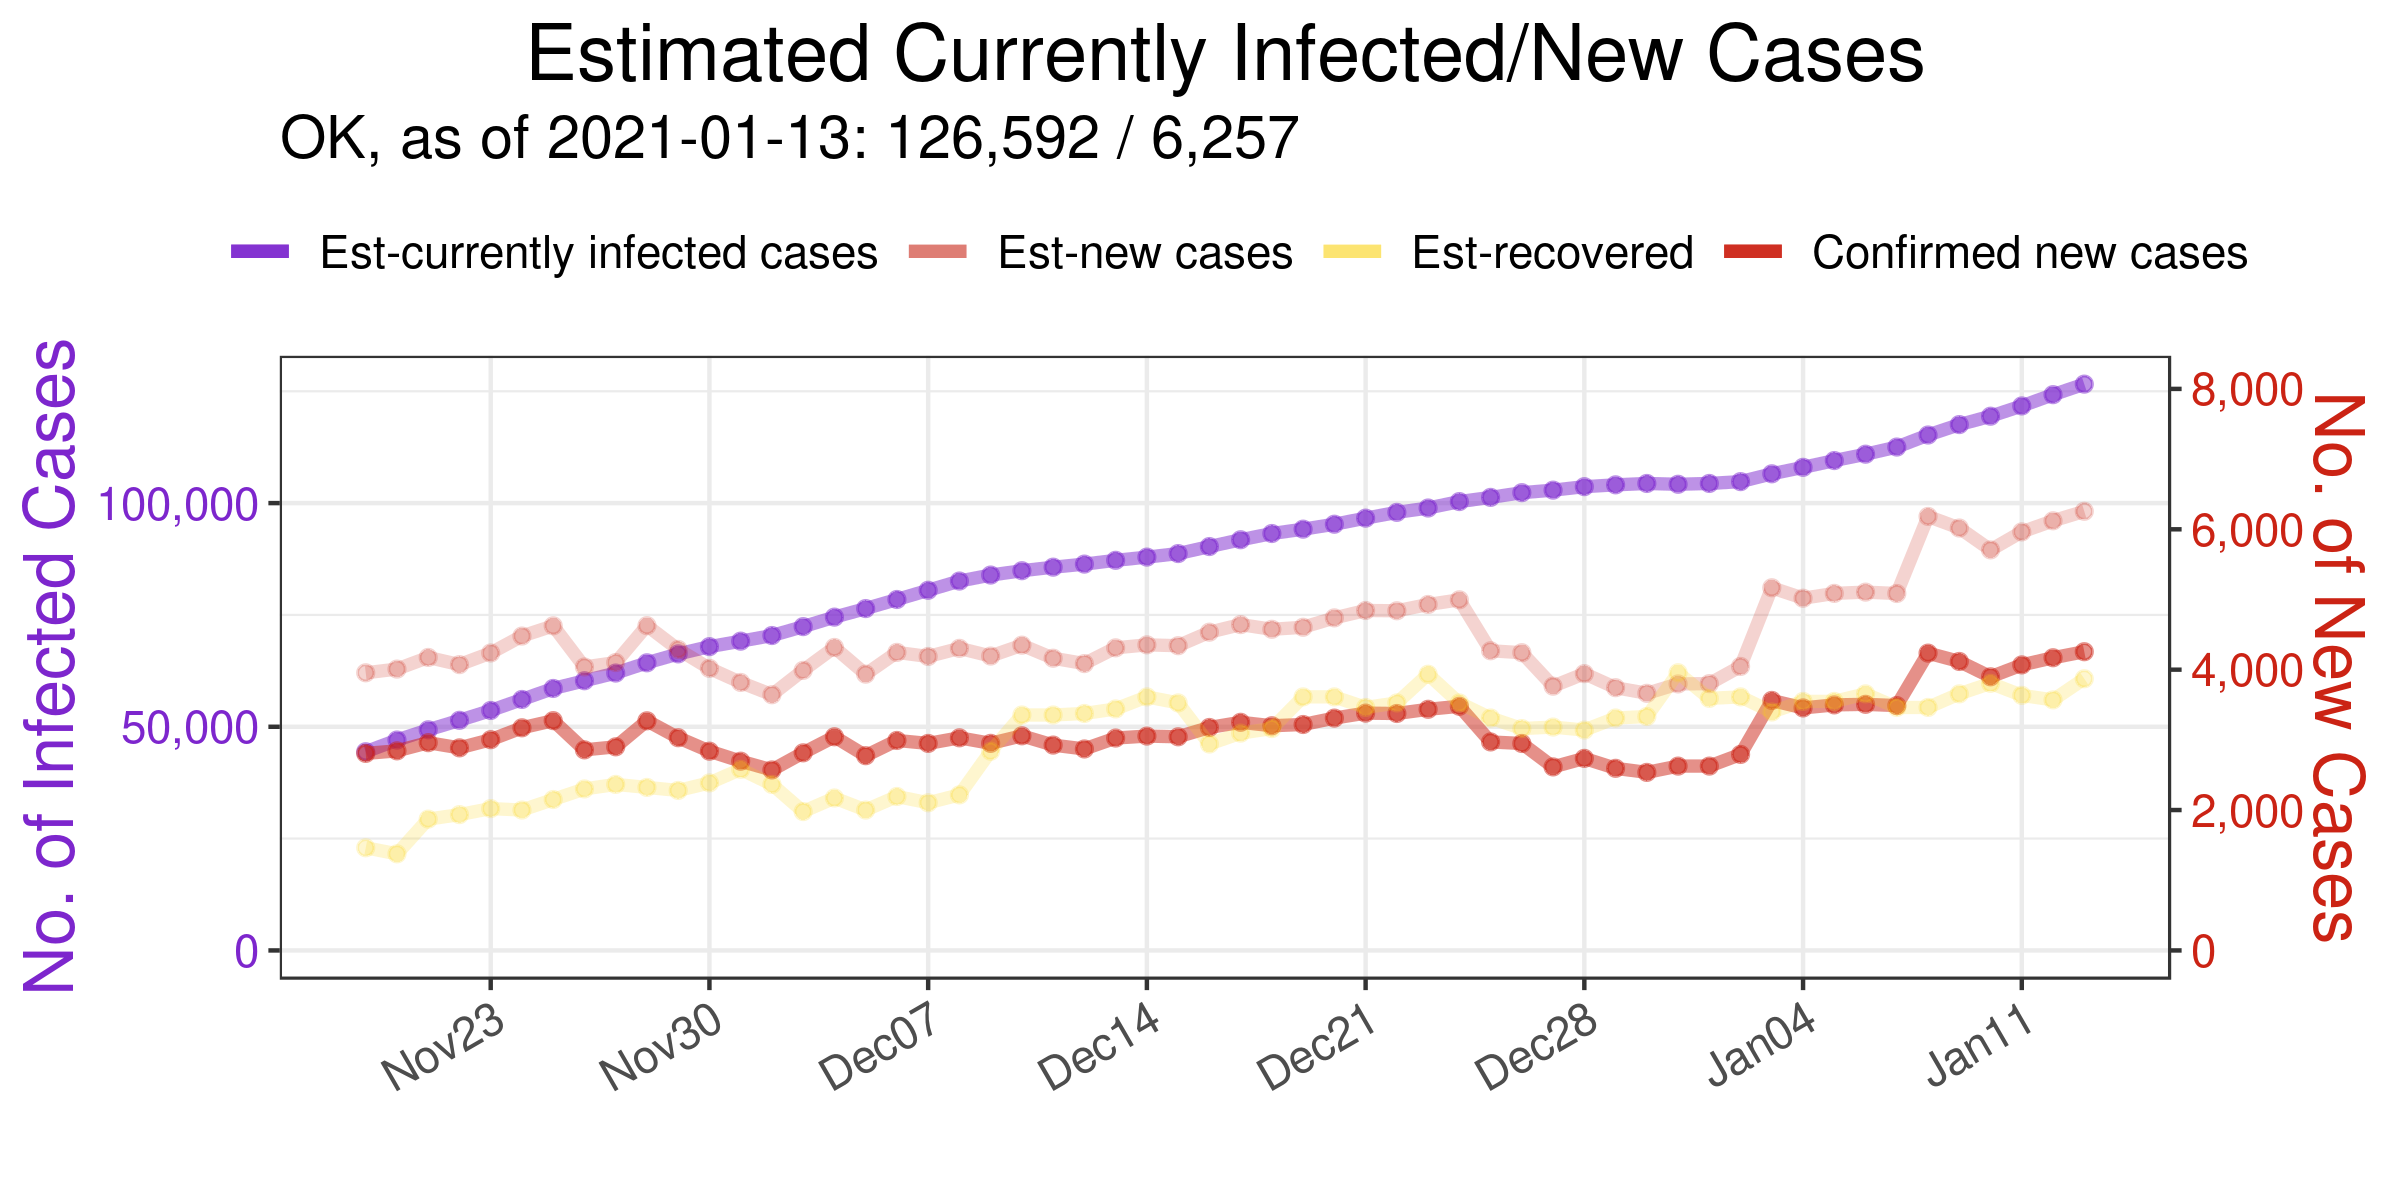 Estimated Currently Infected/New Cases
OK, as of 2021-01-13: 126,592 / 6,257
Est-currently infected cases Est-new cases Est-recovered Confirmed new cases
No. of Infected Cases
100,000
50,000
0
8,000
6,000
4,000
2,000
0
No. of New Cases
Nov23 Nov30 Dec07 Dec14 Dec21 Dec28 Jan04 Jan11